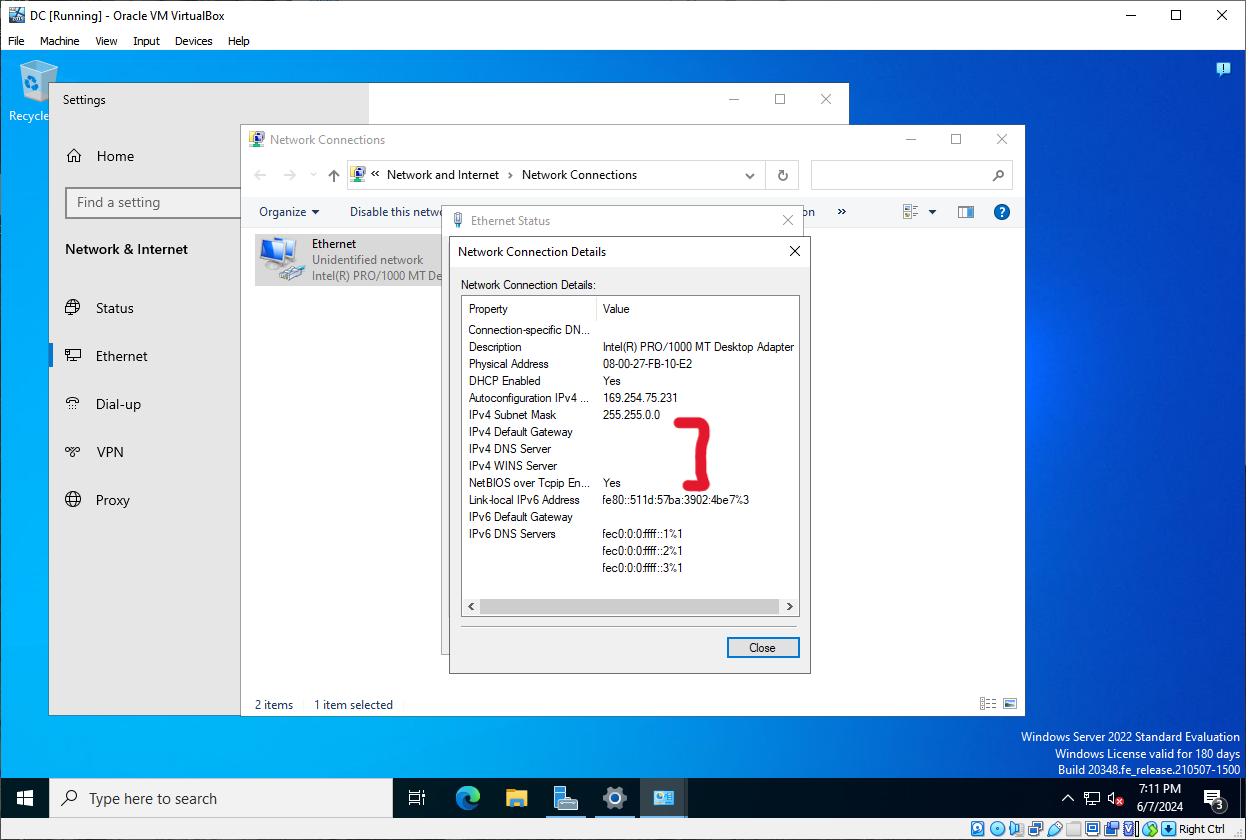 DC [Running] - Oracle VM VirtualBox
File Machine View Input Devices Help
Recycle
Settings
Home
Find a setting
Network & Internet
Status
Ethernet
Dial-up
VPN
Proxy
Network Connections
« Network and Internet › Network Connections
Organize Disable this netwo on »
Ethernet
Unidentified network
Intel(R) PRO/1000 MT De
Ethernet Status
Network Connection Details
Network Connection Details:
Property Value
Connection-specific DN...
Description Intel(R) PRO/1000 MT Desktop Adapter
Physical Address 08-00-27-FB-10-E2
DHCP Enabled Yes
Autoconfiguration IPv4 ... 169.254.75.231
IPv4 Subnet Mask 255.255.0.0
IPv4 Default Gateway
IPv4 DNS Server
IPv4 WINS Server
NetBIOS over Tcpip En... Yes
Link-local IPv6 Address fe80::511d:57ba:3902:4be7%3
IPv6 Default Gateway
IPv6 DNS Servers fec0:0:0:ffff::1%1
fec0:0:0:ffff::2%1
fec0:0:0:ffff::3%1
Close
2 items 1 item selected
Windows Server 2022 Standard Evaluation
Windows License valid for 180 days
Build 20348.fe_release.210507-1500
Type here to search
7:11 PM
6/7/2024
3
Right Ctrl